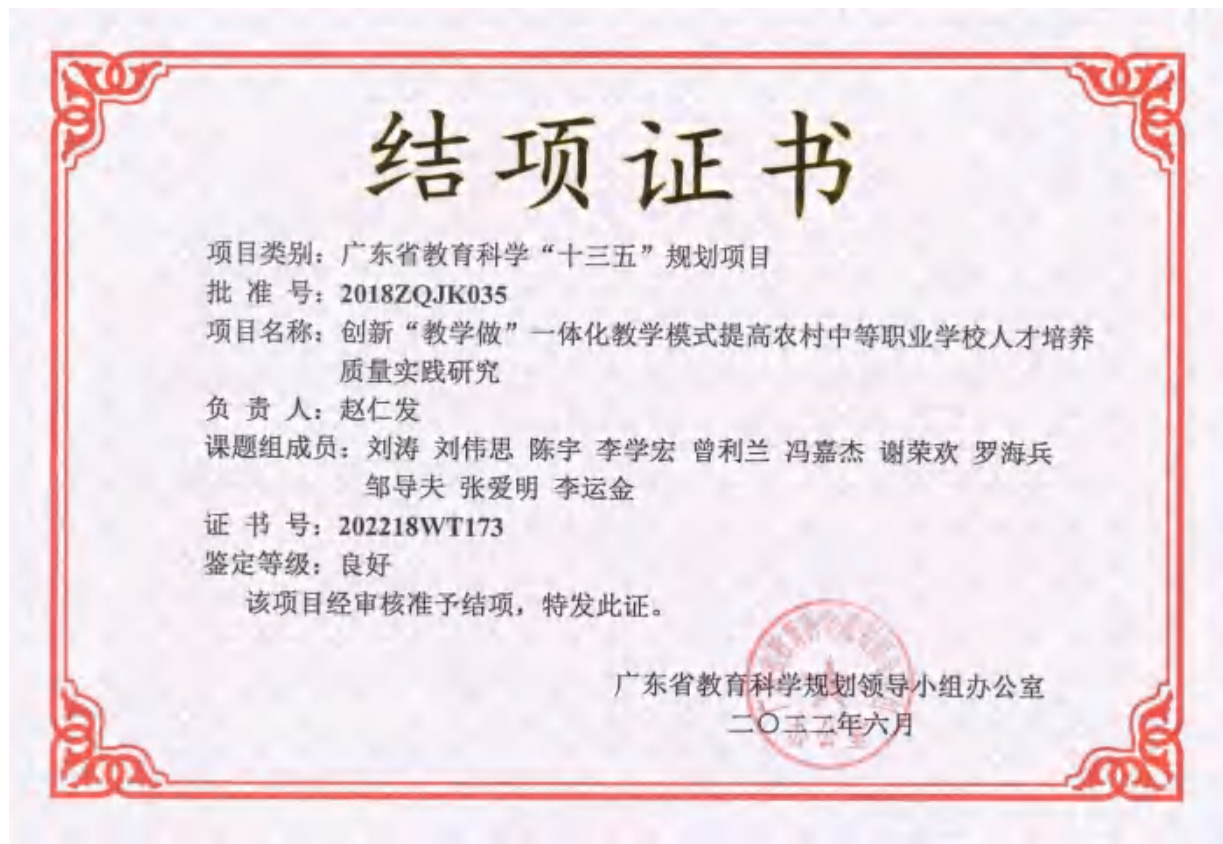 结项证书
项目类别：广东省教育科学“十三五”规划项目
批 准 号：2018ZQJK035
项目名称：创新“教学做”一体化教学模式提高农村中等职业学校人才培养
质量实践研究
负 责 人：赵仁发
课题组成员：刘涛 刘伟思 陈宇 李学宏 曾利兰 冯嘉杰 谢荣欢 罗海兵
邹导夫 张爱明 李运金
证 书 号：202218WT173
鉴定等级：良好
该项目经审核准予结项，特发此证。
广东省教育科学规划领导小组办公室
二〇二二年六月